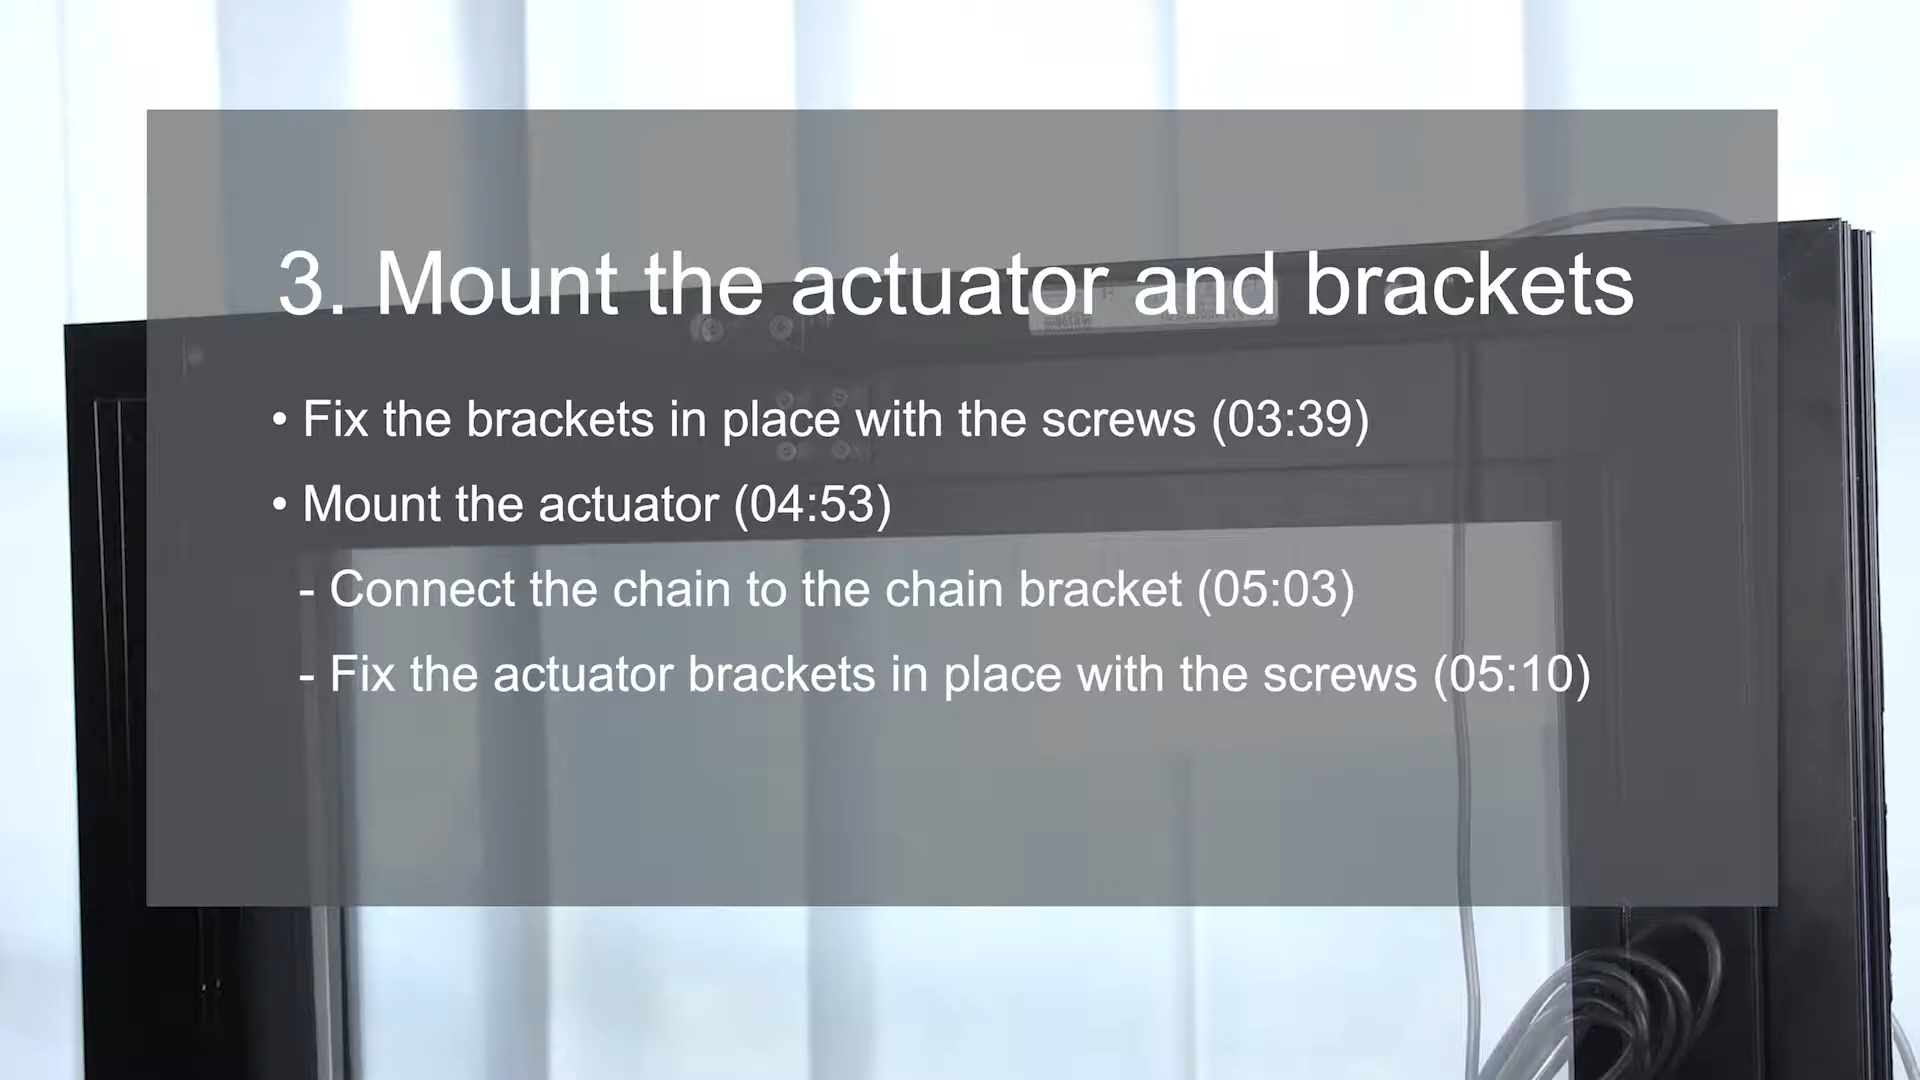 3. Mount the actuator and brackets
• Fix the brackets in place with the screws (03:39)
• Mount the actuator (04:53)
- Connect the chain to the chain bracket (05:03)
- Fix the actuator brackets in place with the screws (05:10)